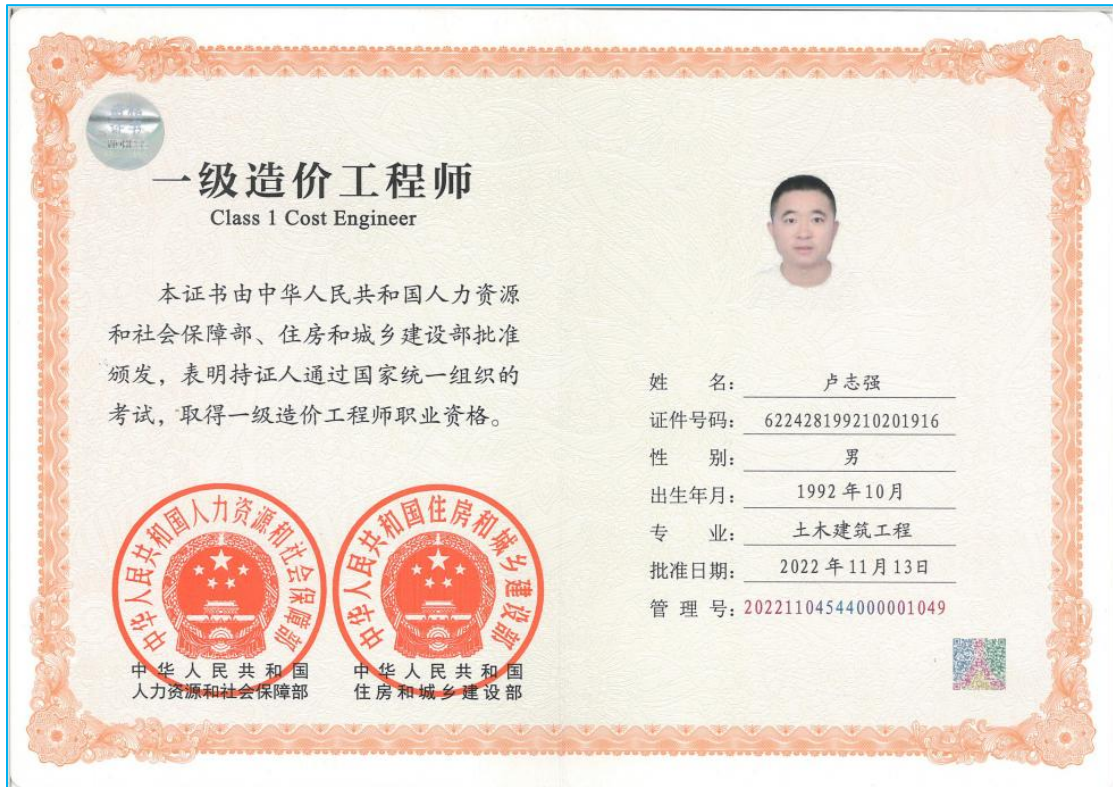 一级造价工程师
Class 1 Cost Engineer
本证书由中华人民共和国人力资源
和社会保障部、住房和城乡建设部批准
颁发，表明持证人通过国家统一组织的
考试，取得一级造价工程师职业资格。
中华人民共和国人力资源和社会保障部
中华人民共和国住房和城乡建设部
中华人民共和国
人力资源和社会保障部
中华人民共和国
住房和城乡建设部
姓 名： 卢志强
证件号码： 622428199210201916
性 别： 男
出生年月： 1992年10月
专 业： 土木建筑工程
批准日期： 2022年11月13日
管 理 号：20221104544000001049